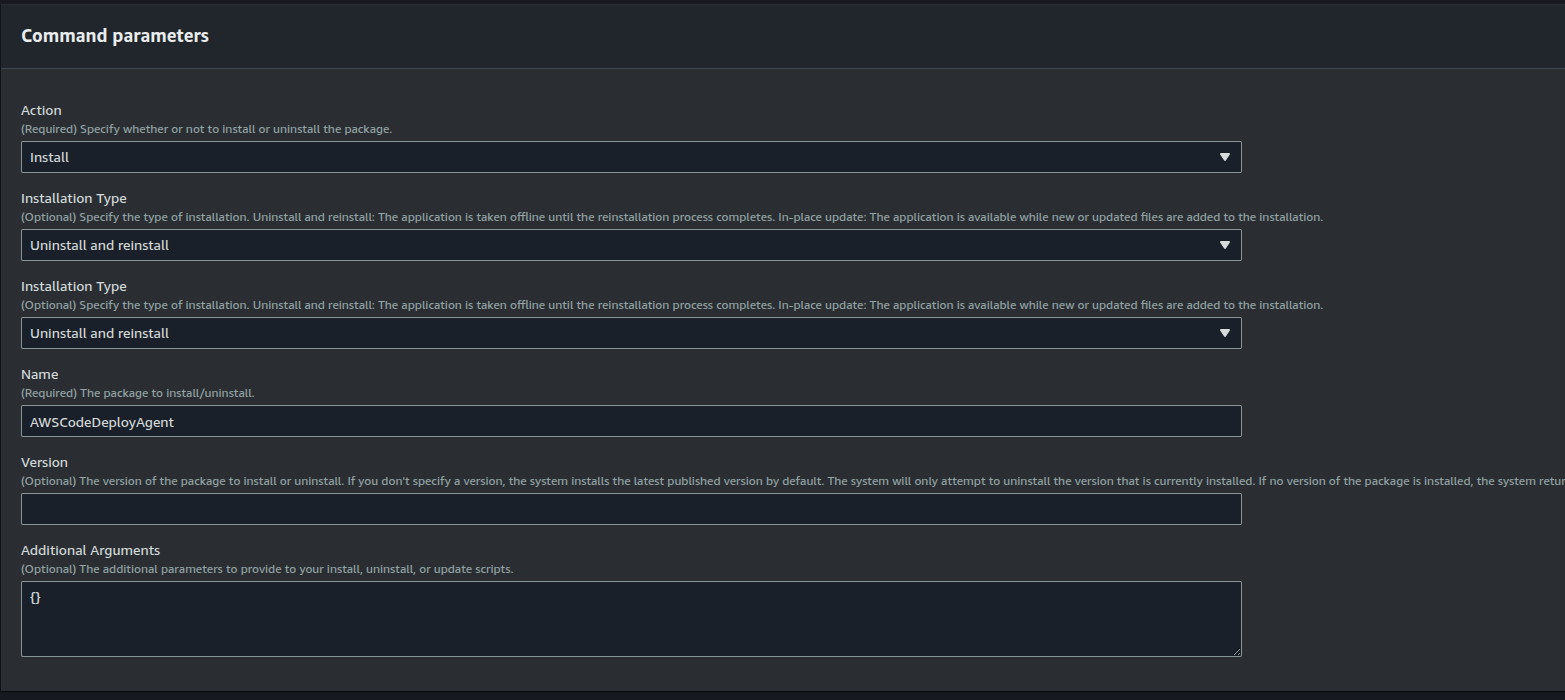 Command parameters
Action
(Required) Specify whether or not to install or uninstall the package.
Install
Installation Type
(Optional) Specify the type of installation. Uninstall and reinstall: The application is taken offline until the reinstallation process completes. In-place update: The application is available while new or updated files are added to the installation.
Uninstall and reinstall
Installation Type
(Optional) Specify the type of installation. Uninstall and reinstall: The application is taken offline until the reinstallation process completes. In-place update: The application is available while new or updated files are added to the installation.
Uninstall and reinstall
Name
(Required) The package to install/uninstall.
AWSCodeDeployAgent
Version
(Optional) The version of the package to install or uninstall. If you don't specify a version, the system installs the latest published version by default. The system will only attempt to uninstall the version that is currently installed. If no version of the package is installed, the system
Additional Arguments
(Optional) The additional parameters to provide to your install, uninstall, or update scripts.
{}